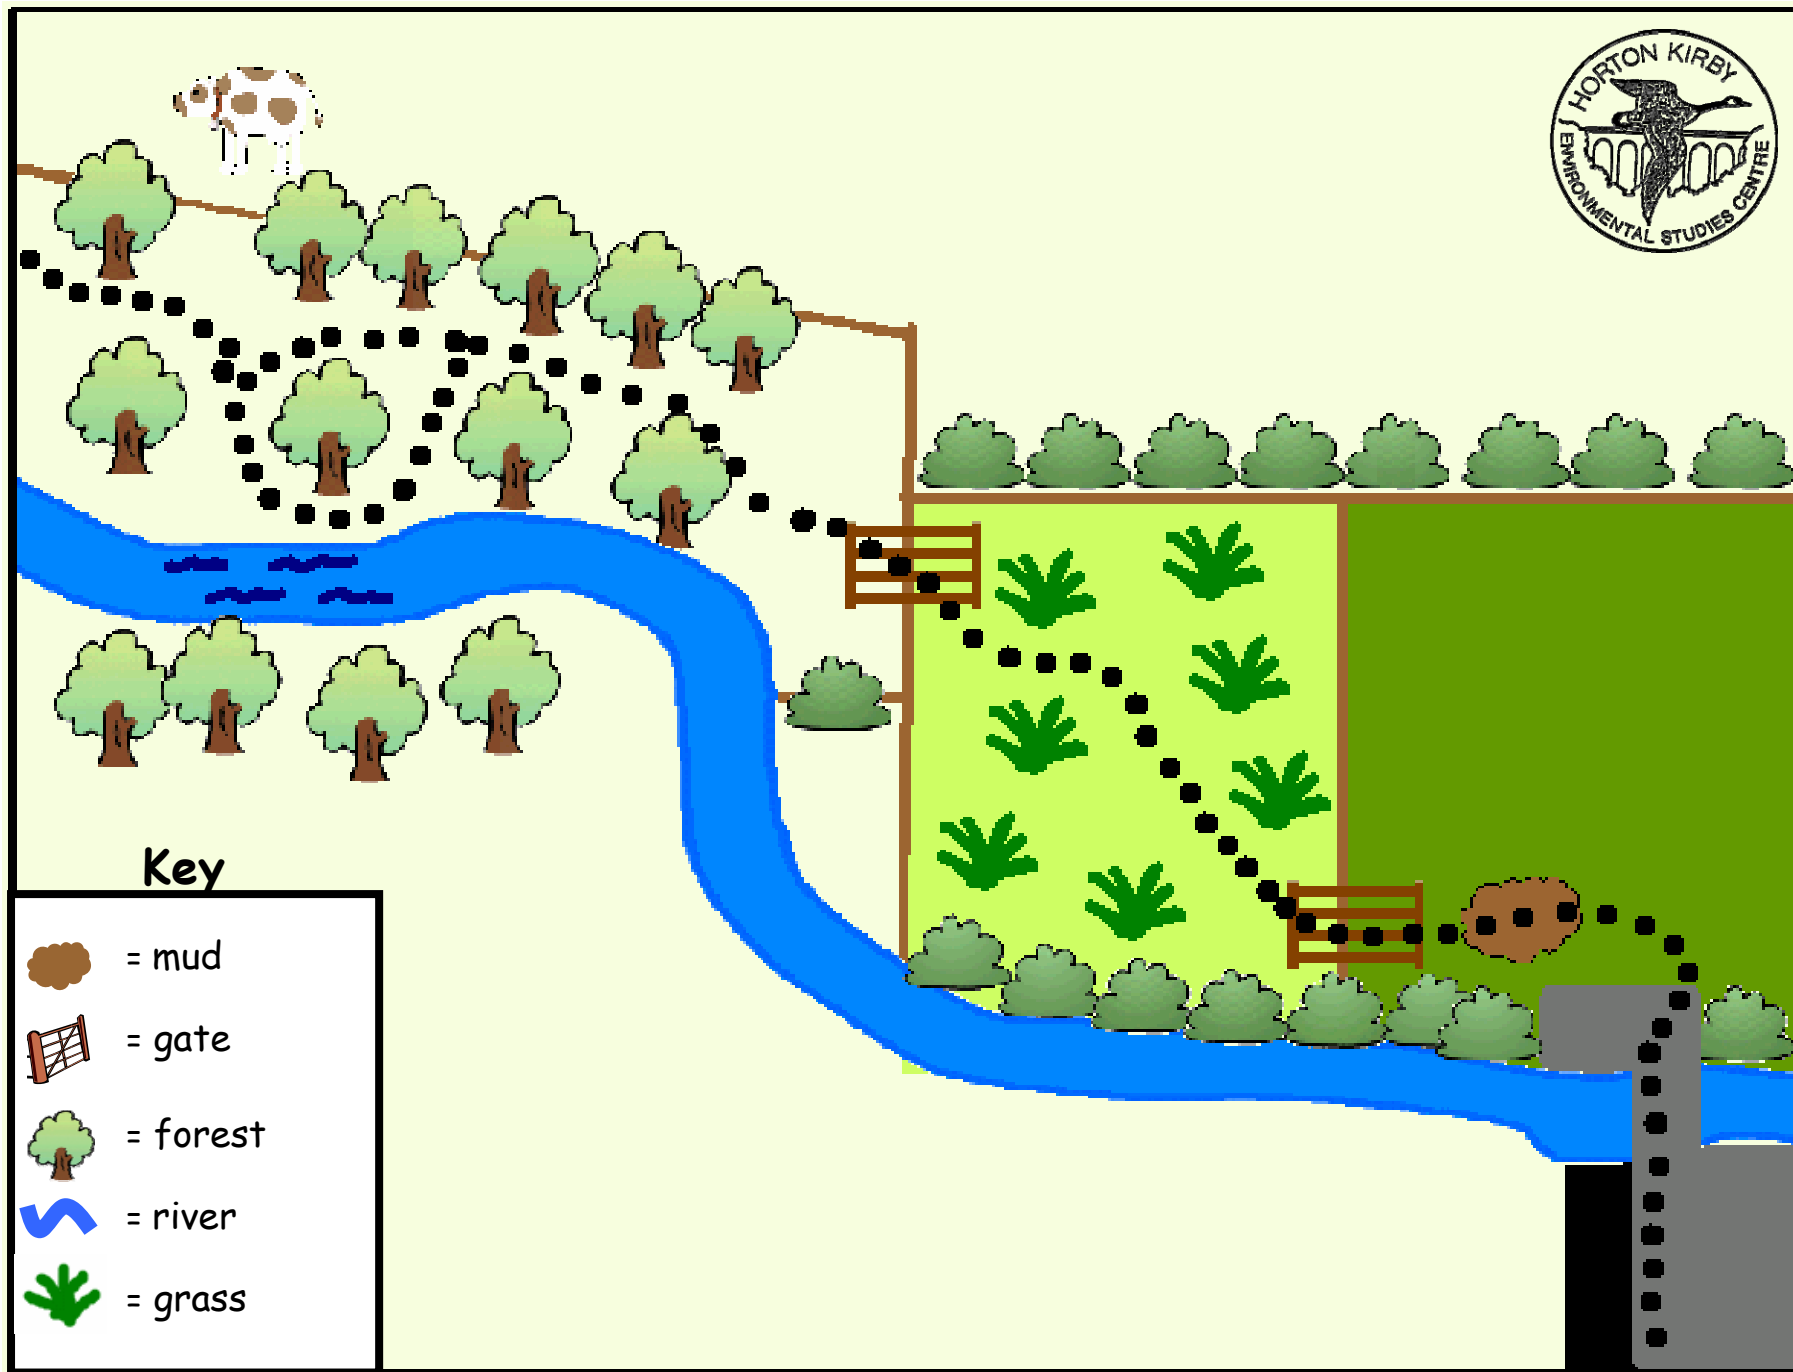 HORTON KIRBY
ENVIRONMENTAL STUDIES CENTRE
Key
= mud
= gate
= forest
= river
= grass